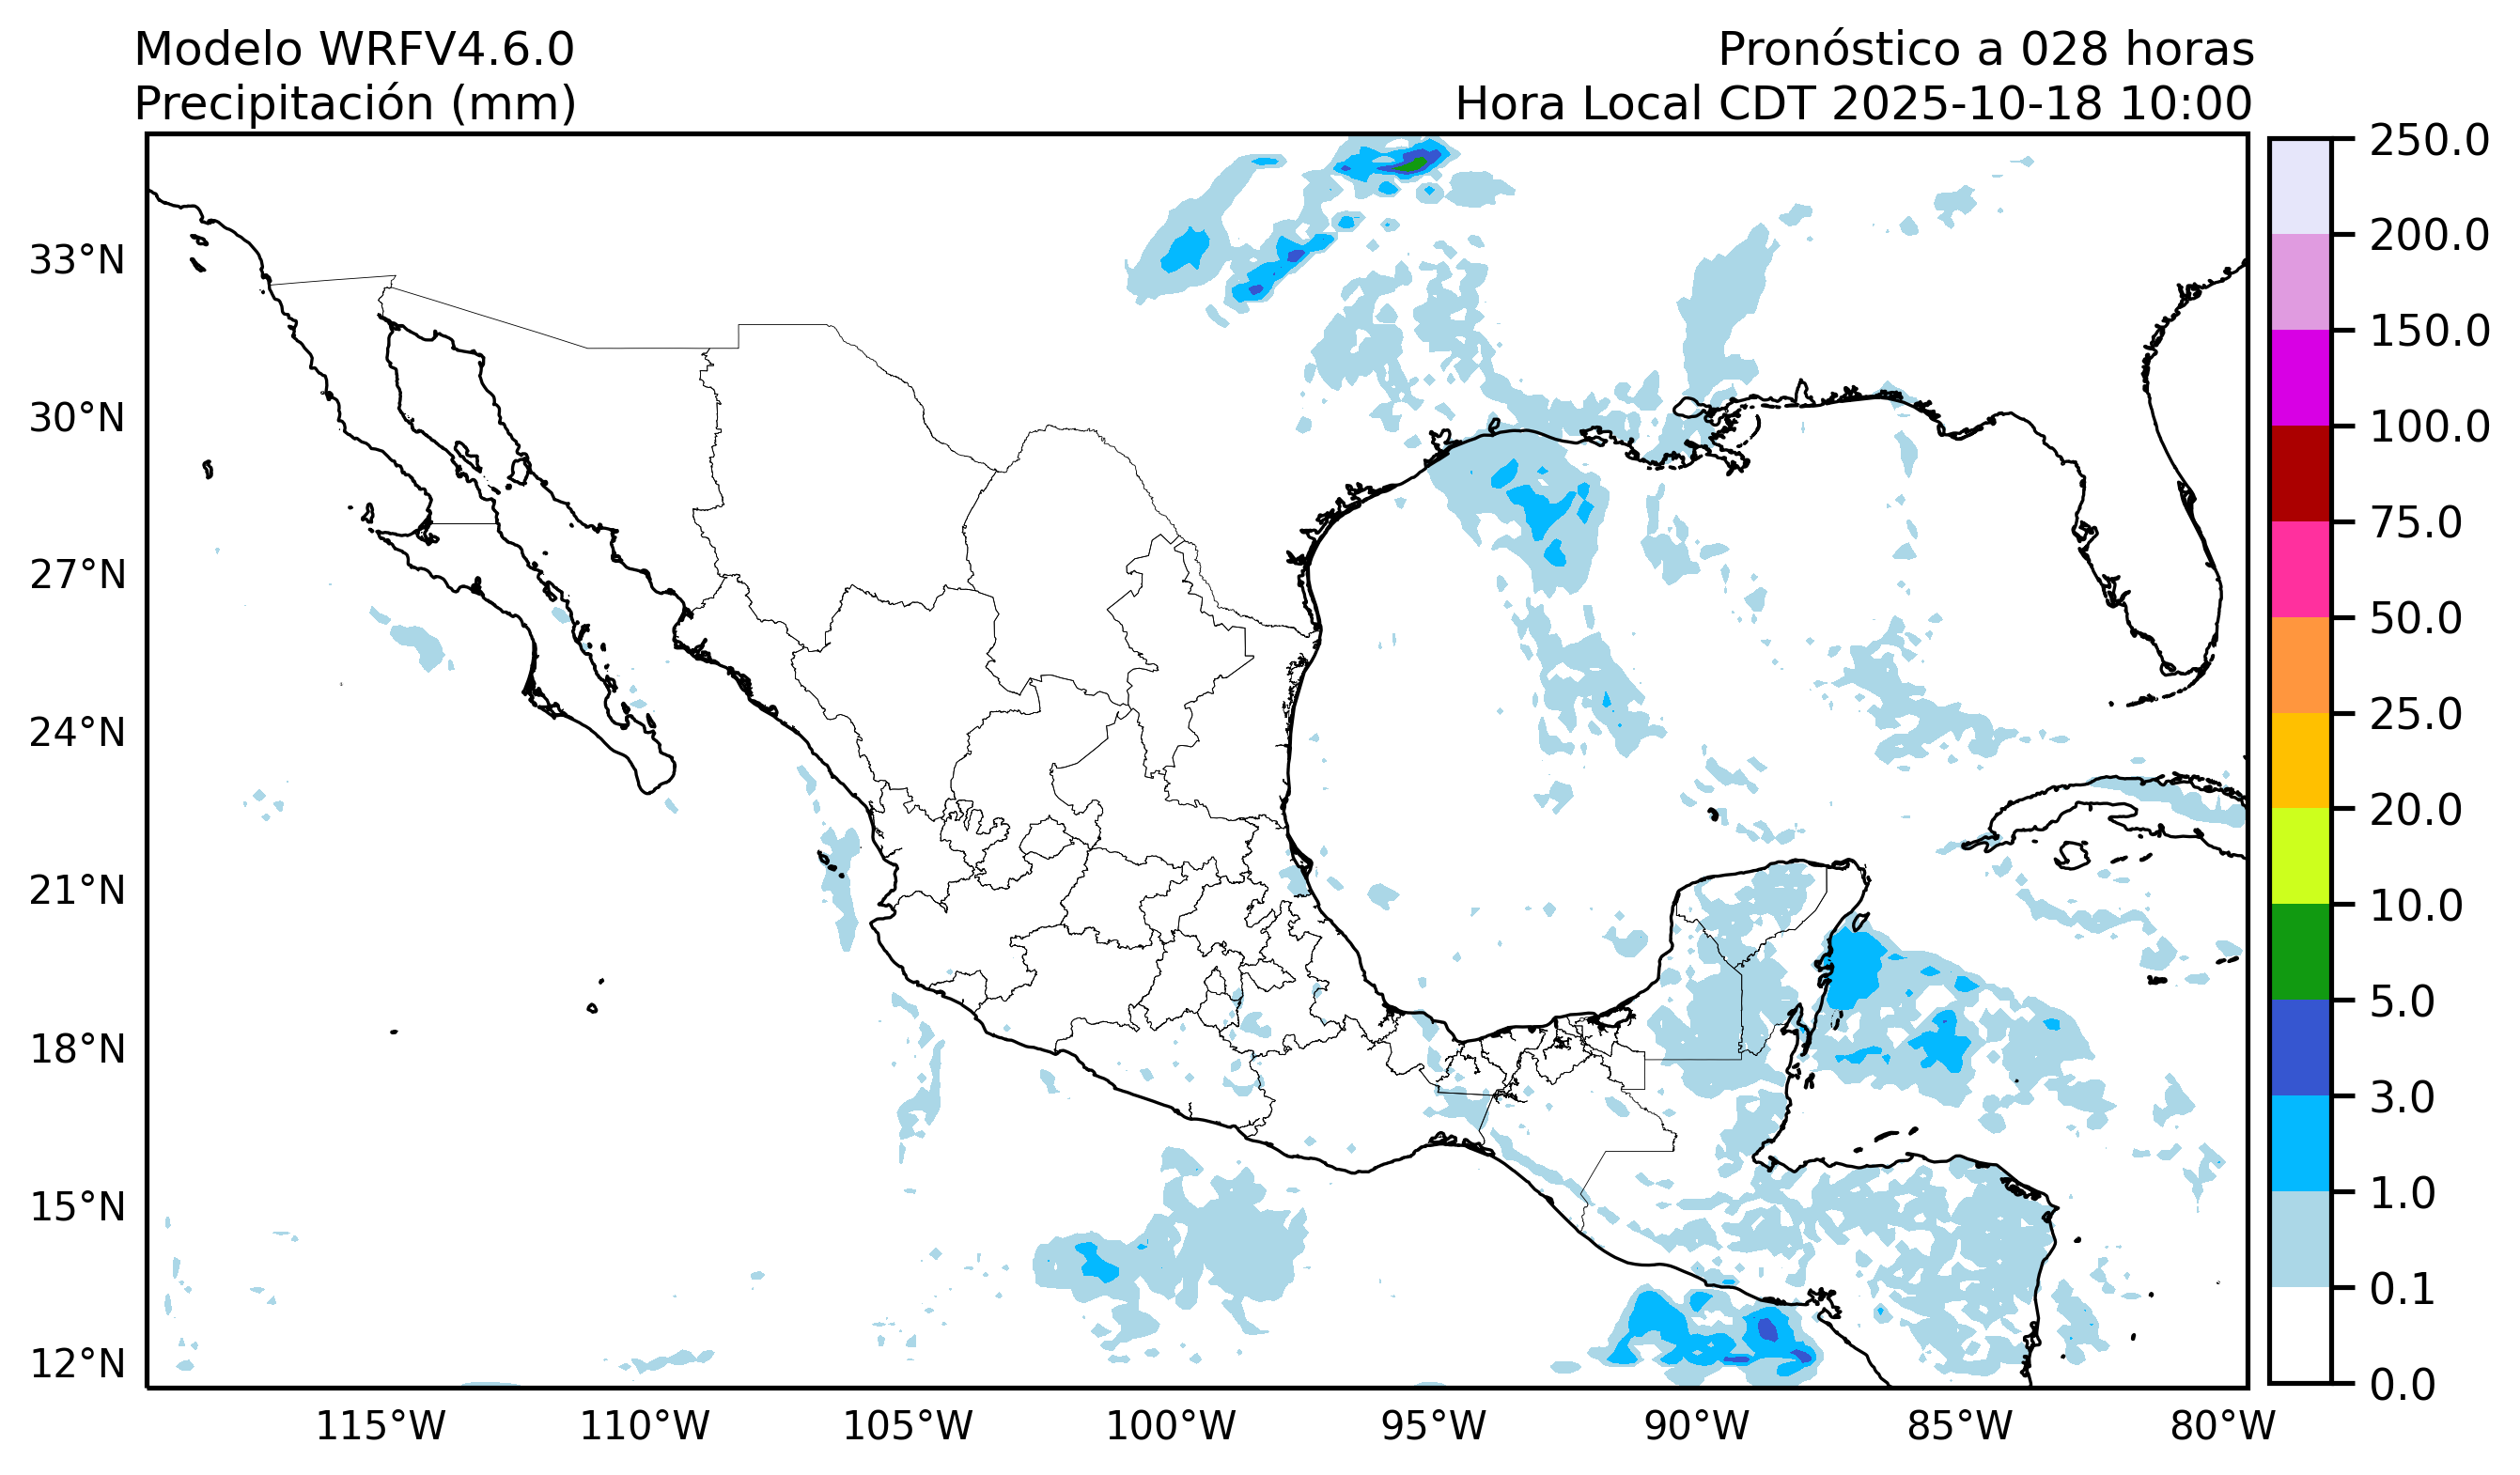 Modelo WRFV4.6.0
Precipitación (mm)
Pronóstico a 028 horas
Hora Local CDT 2025-10-18 10:00
33°N
30°N
27°N
24°N
21°N
18°N
15°N
12°N
115°W
110°W
105°W
100°W
95°W
90°W
85°W
80°W
250.0
200.0
150.0
100.0
75.0
50.0
25.0
20.0
10.0
5.0
3.0
1.0
0.1
0.0